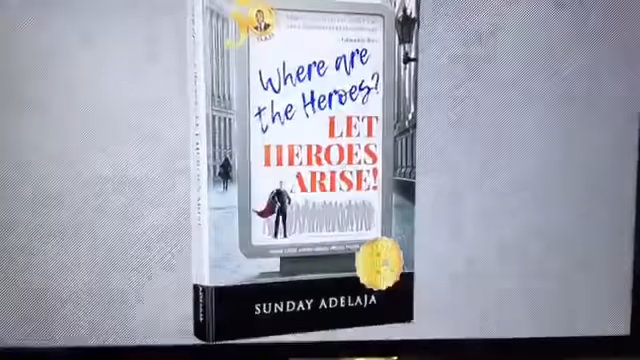 Where are
the Heroes?
LET
HEROES
ARISE!
SUNDAY ADELAJA